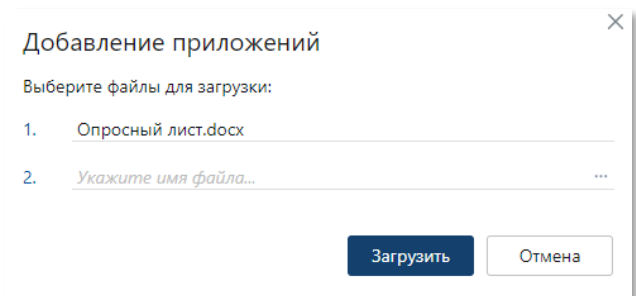 Добавление приложений
Выберите файлы для загрузки:
1. Опросный лист.docx
2. Укажите имя файла... ...
Загрузить Отмена